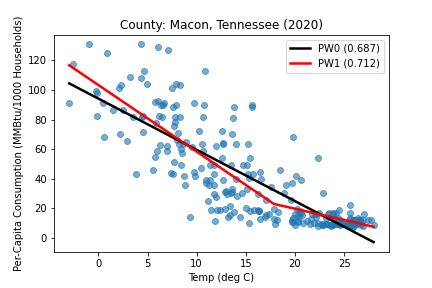 County: Macon, Tennessee (2020)
Per-Capita Consumption (MMBtu/1000 Households)
120
100
80
60
40
20
0
PW0 (0.687)
PW1 (0.712)
0
5
10
15
20
25
Temp (deg C)